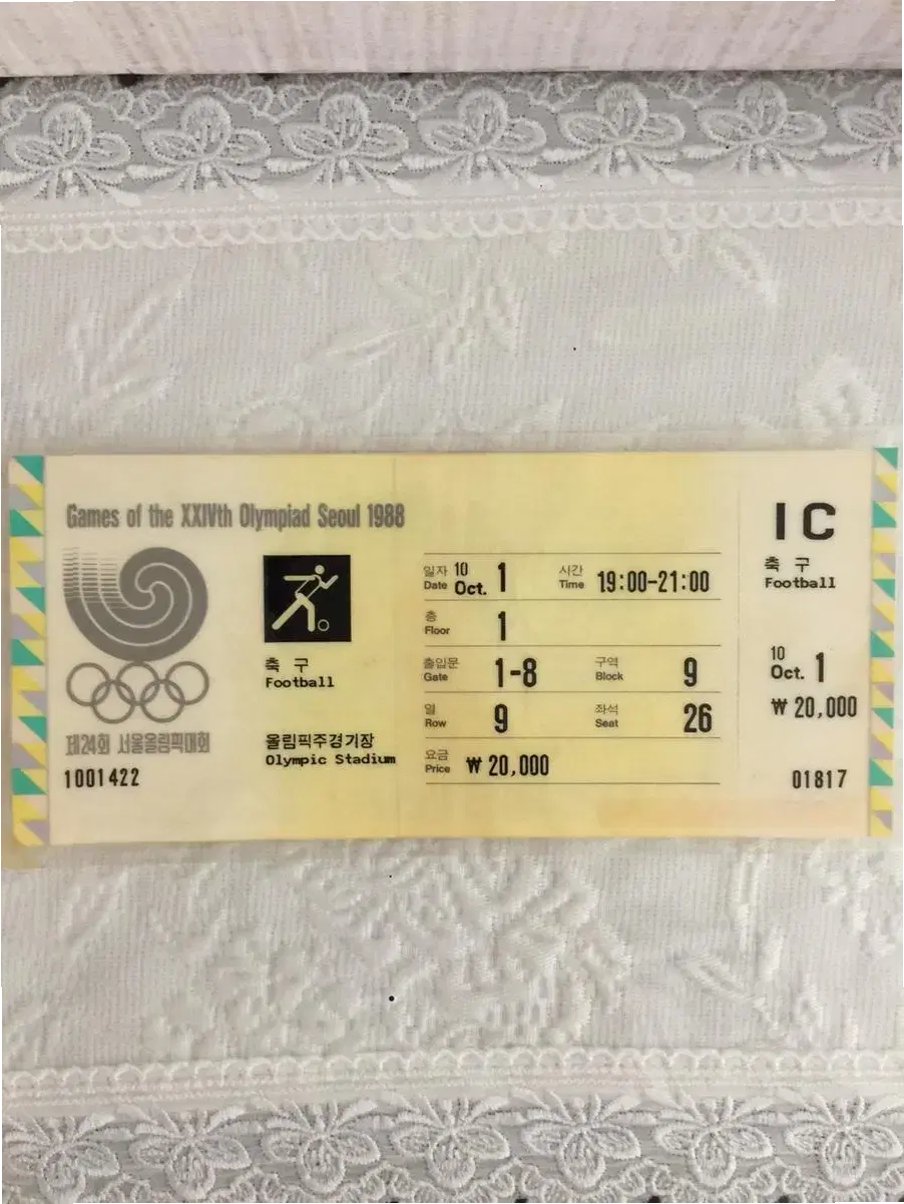 Games of the XXIVth Olympiad Seoul 1988
제24회 서울올림픽대회
1001422
축 구
Football
올림픽주경기장
Olympic Stadium
일자 10
Date Oct. 1
시간
Time 19:00-21:00
층
Floor 1
출입문
Gate 1-8
구역
Block 9
열
Row 9
좌석
Seat 26
요금
Price ₩ 20,000
I C
축 구
Football
10
Oct. 1
₩ 20,000
01817